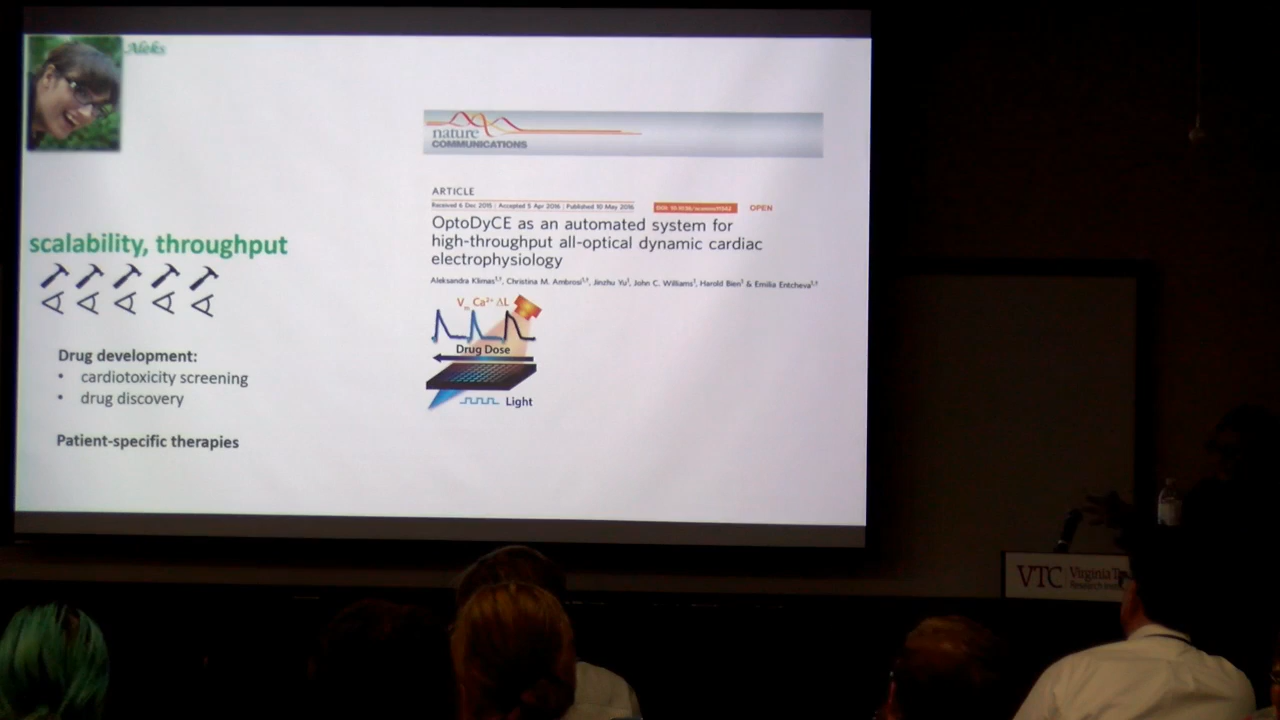 Aleks
nature
COMMUNICATIONS
ARTICLE
Received 6 Dec 2015 | Accepted 5 Apr 2016 | Published 10 May 2016
OPEN
OptoDyCE as an automated system for
high-throughput all-optical dynamic cardiac
electrophysiology
Aleksandra Klimas, Christina M. Ambrosi, Jinzhu Yu, John C. Williams, Harold Bien & Emilia Entcheva
scalability, throughput
Vm Ca2+ ΔL
Drug Dose
Light
Drug development:
• cardiotoxicity screening
• drug discovery
Patient-specific therapies
VTC Virginia
Research